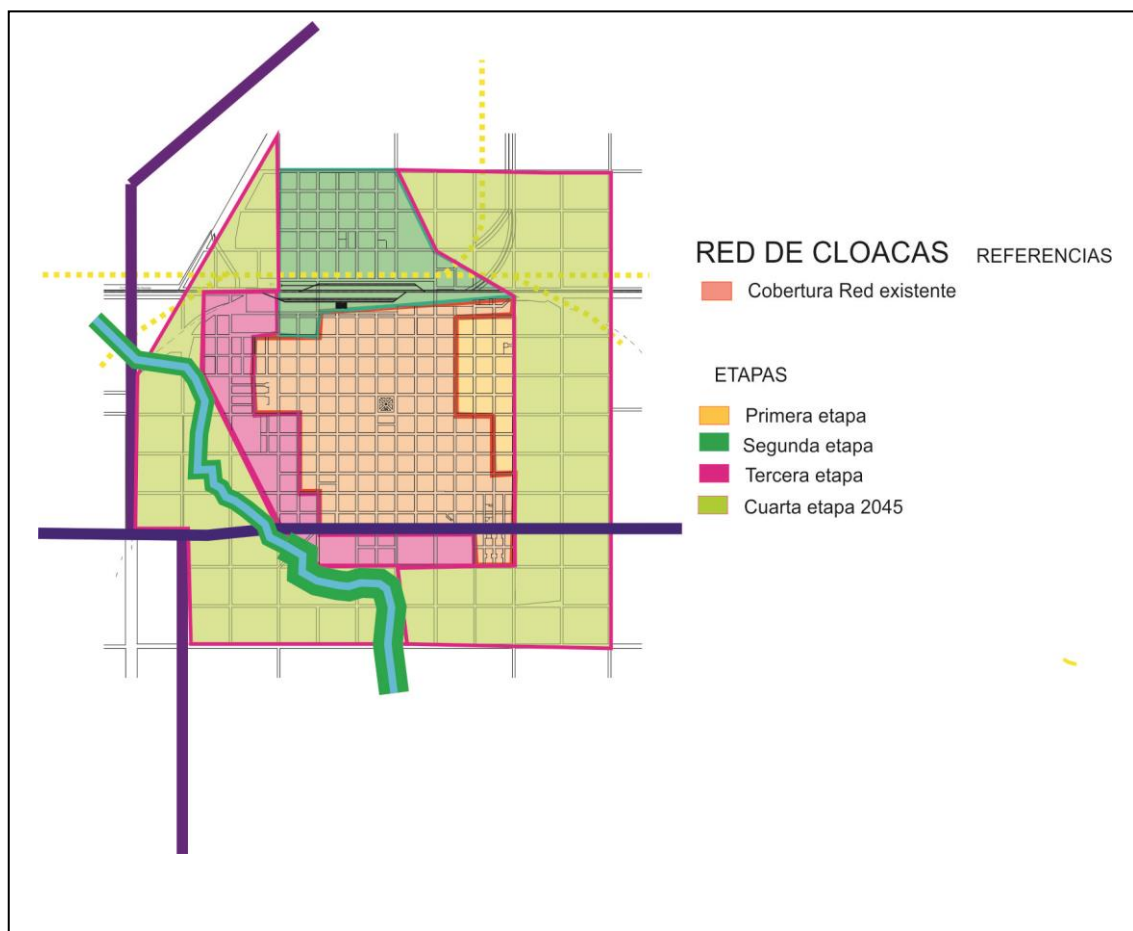 RED DE CLOACAS REFERENCIAS
Cobertura Red existente
ETAPAS
Primera etapa
Segunda etapa
Tercera etapa
Cuarta etapa 2045